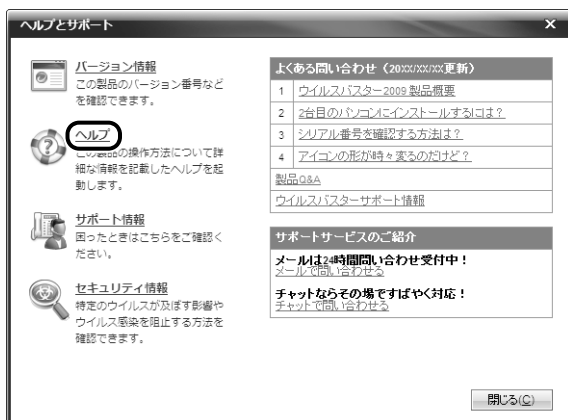 ヘルプとサポート
バージョン情報
この製品のバージョン番号など
を確認できます。
ヘルプ
この製品の操作方法について詳
細な情報を記載したヘルプを起
動します。
サポート情報
困ったときはこちらをご確認く
ださい。
セキュリティ情報
特定のウイルスが及ぼす影響や
ウイルス感染を阻止する方法を
確認できます。
よくある問い合わせ（20XX/XX/XX更新）
1 ウイルスバスター2009 製品概要
2 2台目のパソコンにインストールするには？
3 シリアル番号を確認する方法は？
4 アイコンの形が時々変るのだけど？
製品Q&A
ウイルスバスターサポート情報
サポートサービスのご紹介
メールは24時間問い合わせ受付中！
メールで問い合わせる
チャットならその場ですばやく対応！
チャットで問い合わせる
閉じる(C)